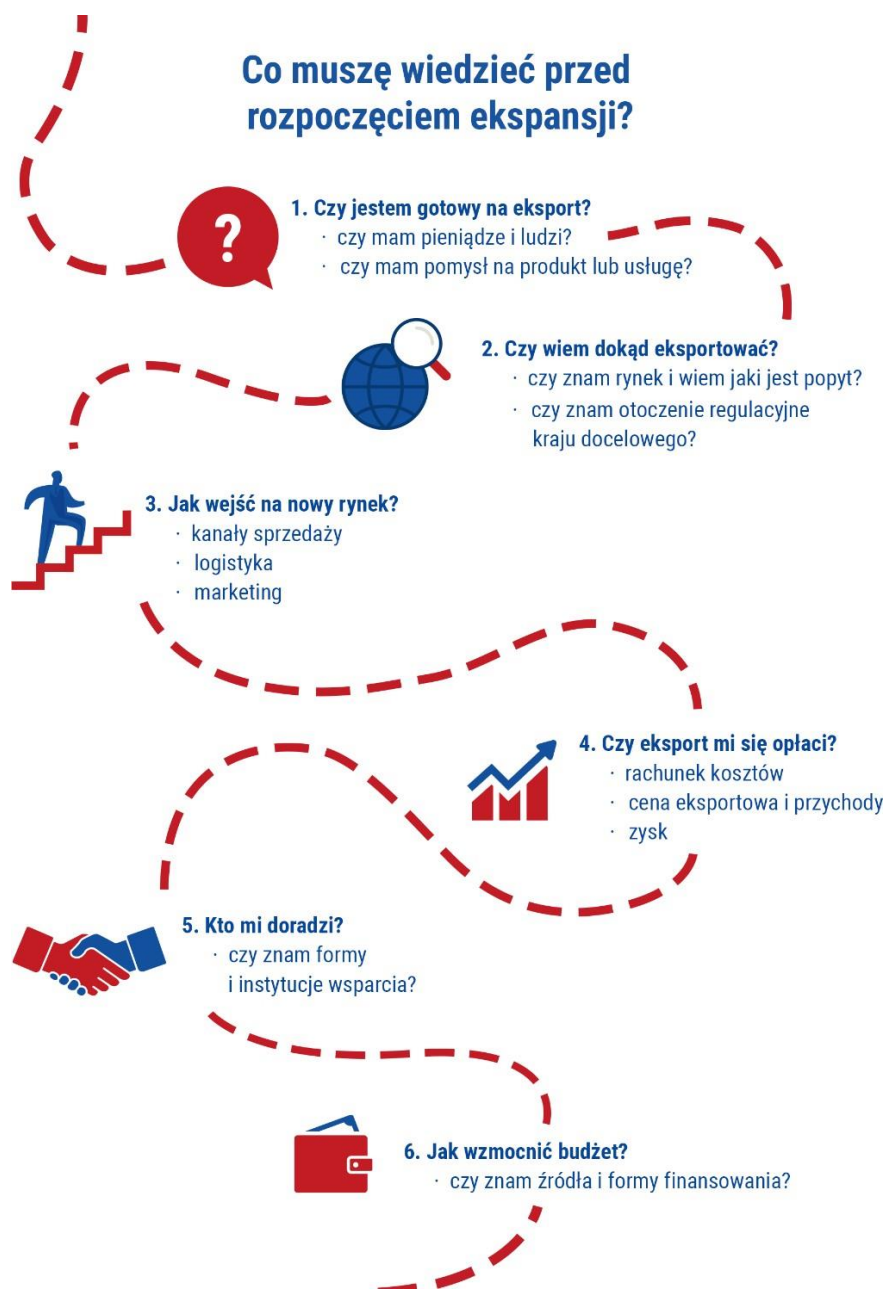 Co muszę wiedzieć przed
rozpoczęciem ekspansji?
?
1. Czy jestem gotowy na eksport?
· czy mam pieniądze i ludzi?
· czy mam pomysł na produkt lub usługę?
2. Czy wiem dokąd eksportować?
· czy znam rynek i wiem jaki jest popyt?
· czy znam otoczenie regulacyjne
kraju docelowego?
3. Jak wejść na nowy rynek?
· kanały sprzedaży
· logistyka
· marketing
4. Czy eksport mi się opłaci?
· rachunek kosztów
· cena eksportowa i przychody
· zysk
5. Kto mi doradzi?
· czy znam formy
i instytucje wsparcia?
6. Jak wzmocnić budżet?
· czy znam źródła i formy finansowania?